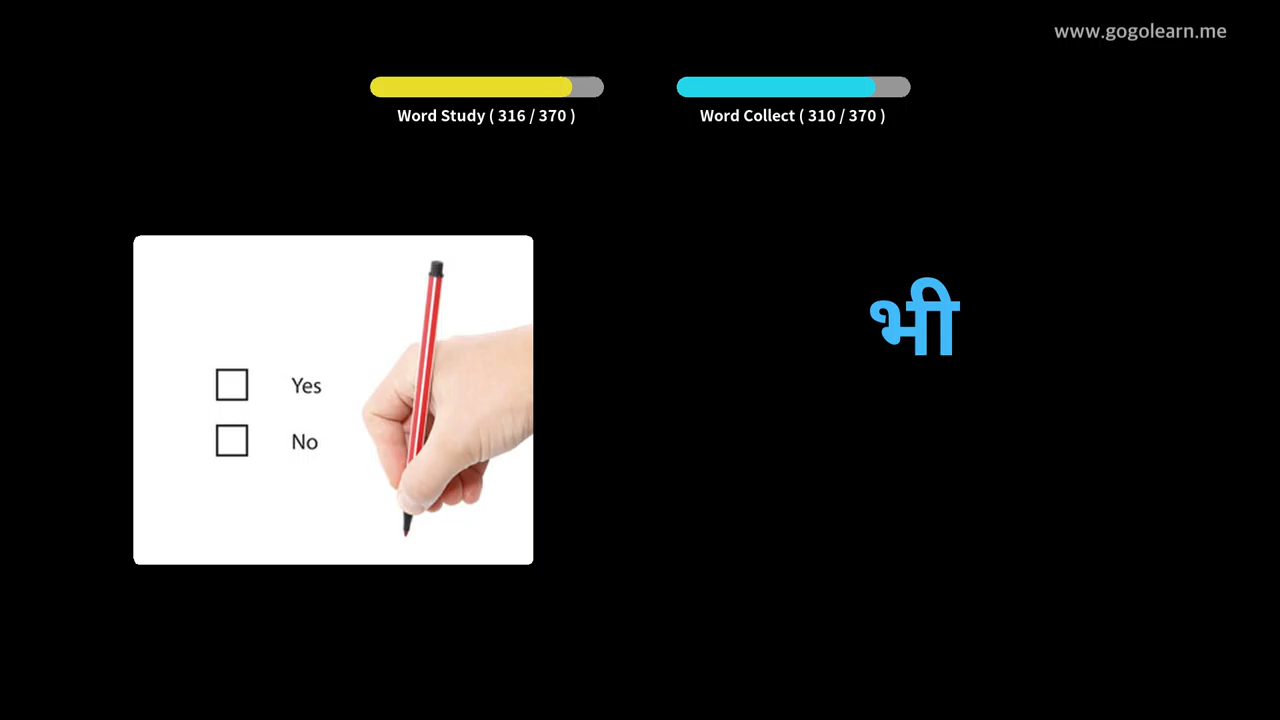 www.gogolearn.me
Word Study ( 316 / 370 )
Word Collect ( 310 / 370 )
भी
Yes
No